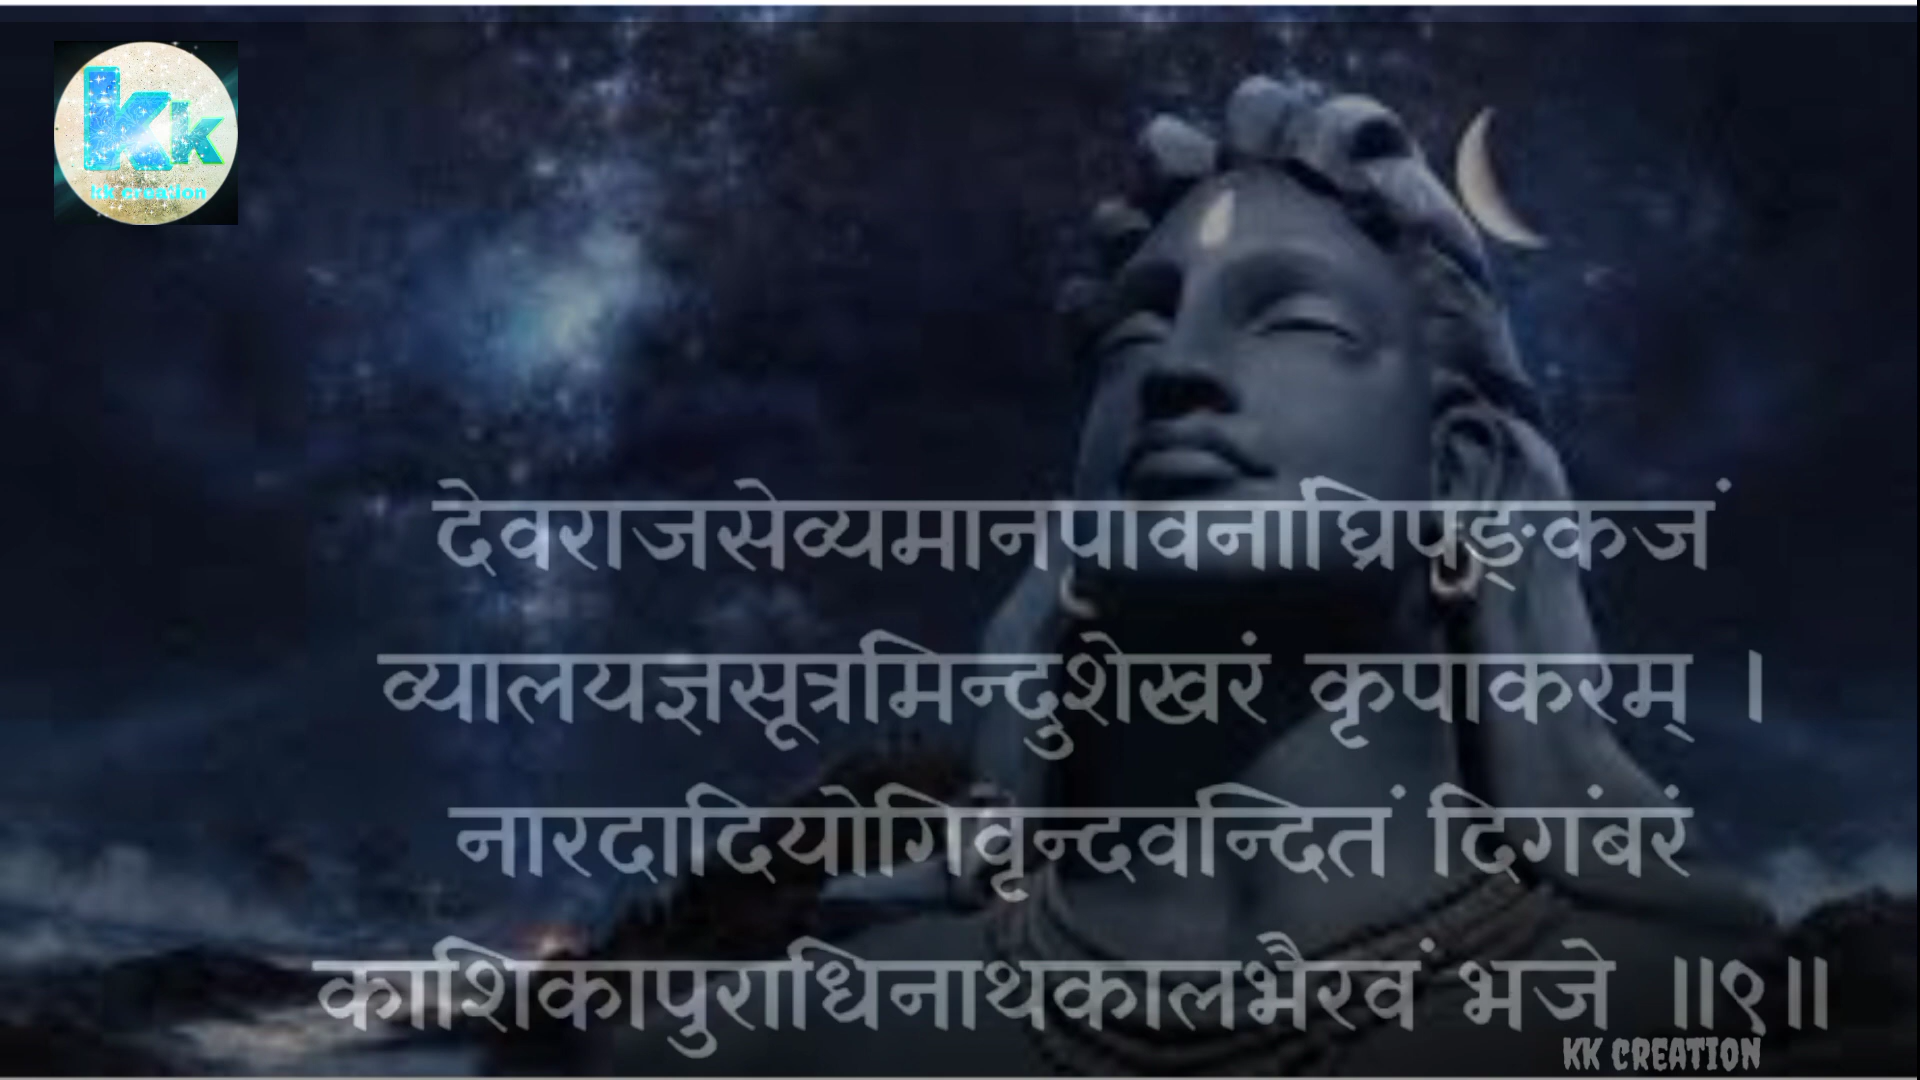 Kk
kk creation
देवराजसेव्यमानपावनांघ्रिपङ्कजं
व्यालयज्ञसूत्रमिन्दुशेखरं कृपाकरम् ।
नारदादियोगिवृन्दवन्दितं दिगंबरं
काशिकापुराधिनाथकालभैरवं भजे ॥१॥
KK CREATION